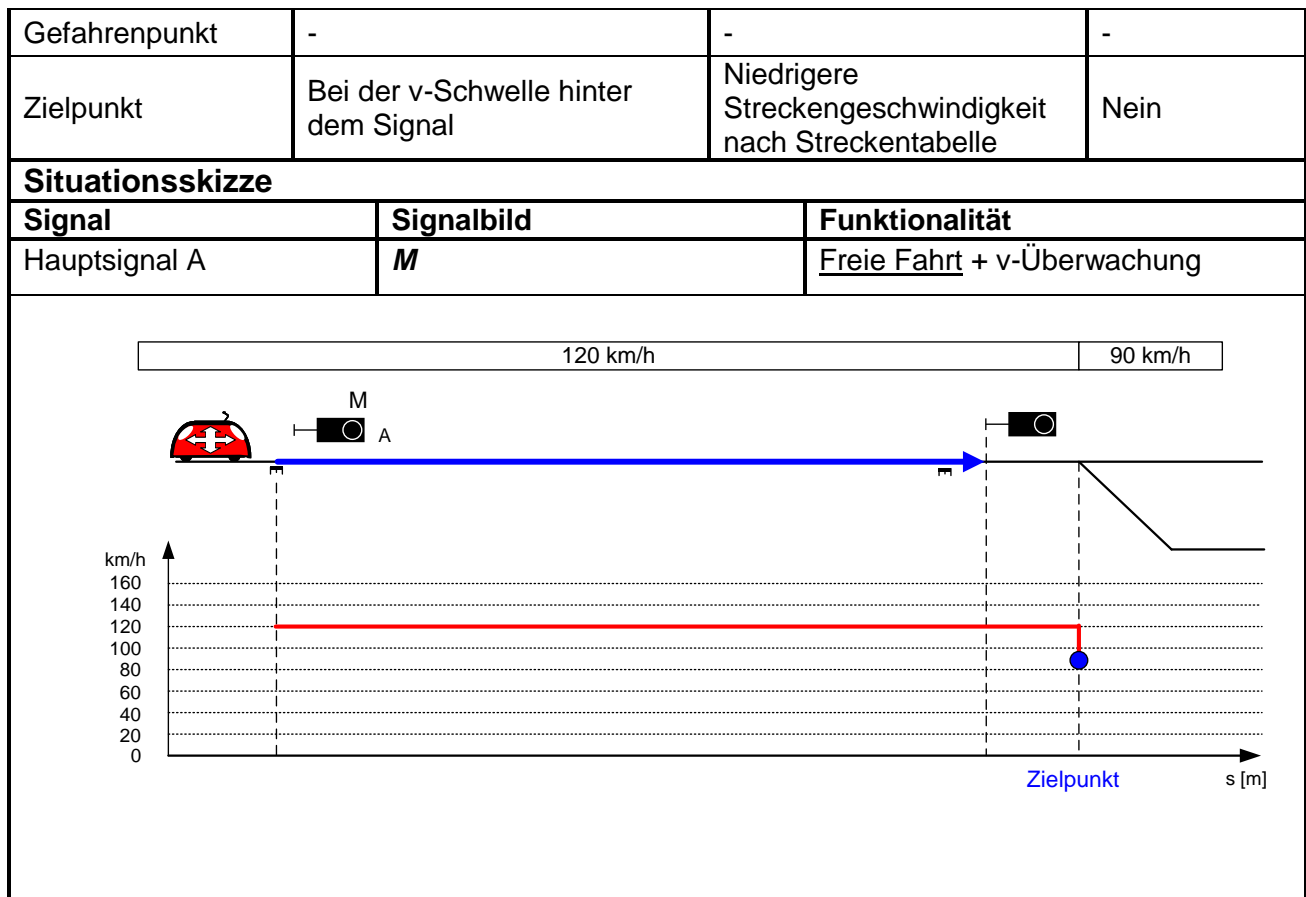 Gefahrenpunkt - - -
Zielpunkt Bei der v-Schwelle hinter dem Signal Niedrigere Streckengeschwindigkeit nach Streckentabelle Nein
Situationsskizze
Signal Signalbild Funktionalität
Hauptsignal A M Freie Fahrt + v-Überwachung
120 km/h 90 km/h
M
A
km/h
160
140
120
100
80
60
40
20
0
Zielpunkt s [m]